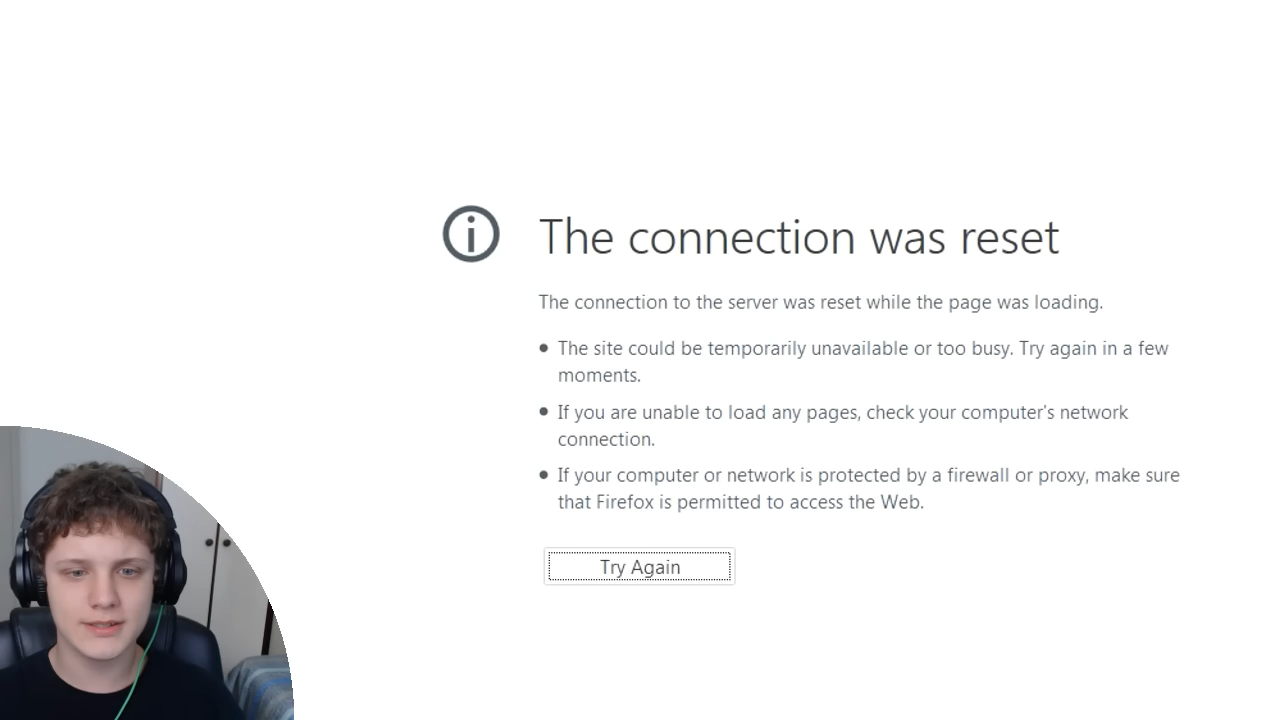 The connection was reset
The connection to the server was reset while the page was loading.
The site could be temporarily unavailable or too busy. Try again in a few
moments.
If you are unable to load any pages, check your computer's network
connection.
If your computer or network is protected by a firewall or proxy, make sure
that Firefox is permitted to access the Web.
Try Again